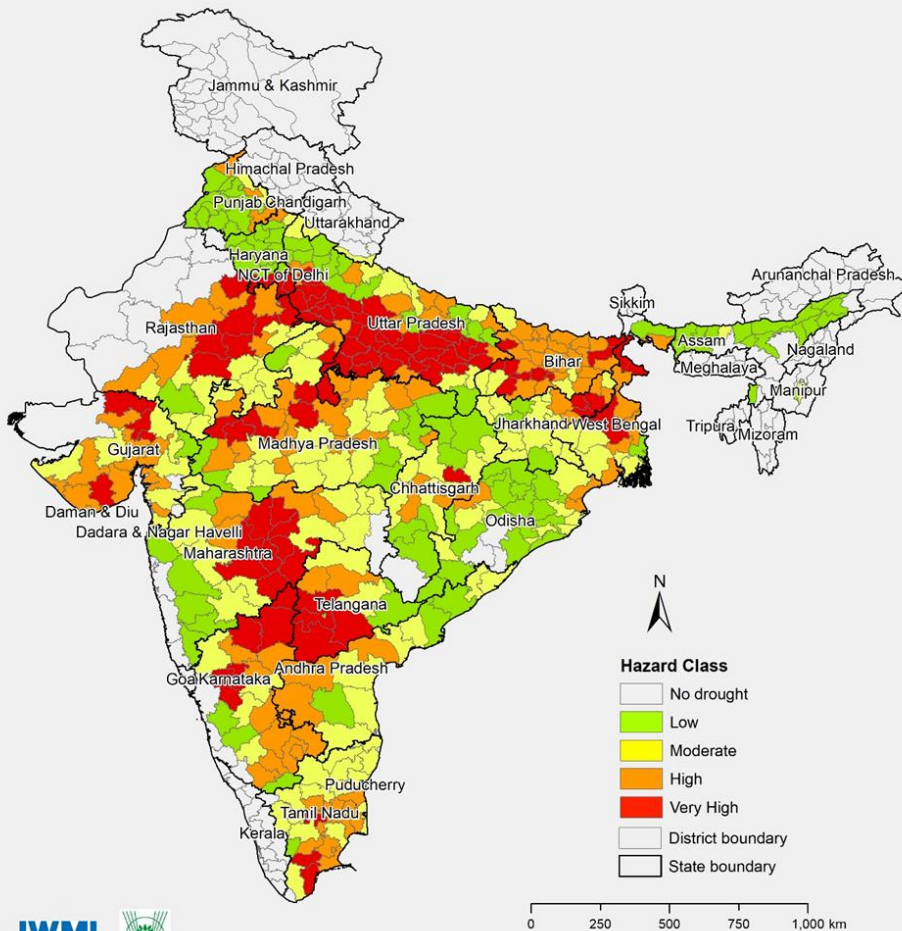 Jammu & Kashmir
Himachal Pradesh
Punjab Chandigarh
Uttarakhand
Haryana
NCT of Delhi
Arunanchal Pradesh
Sikkim
Rajasthan
Uttar Pradesh
Assam
Nagaland
Bihar
Meghalaya
Manipur
Jharkhand West Bengal
Tripura
Mizoram
Madhya Pradesh
Gujarat
Chhattisgarh
Daman & Diu
Odisha
Dadara & Nagar Havelli
Maharashtra
Telangana
N
Andhra Pradesh
Goa Karnataka
Puducherry
Tamil Nadu
Kerala
Hazard Class
No drought
Low
Moderate
High
Very High
District boundary
State boundary
0 250 500 750 1,000 km
IWMI